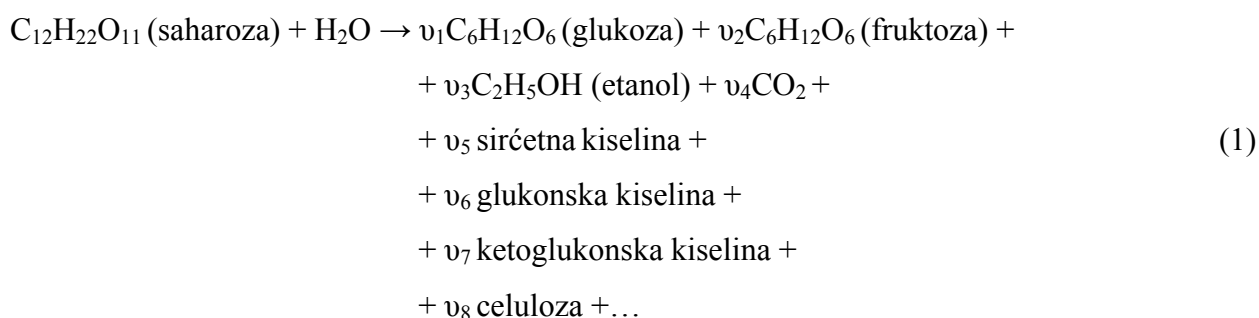 C₁₂H₂₂O₁₁ (saharoza) + H₂O → υ₁C₆H₁₂O₆ (glukoza) + υ₂C₆H₁₂O₆ (fruktoza) +
+ υ₃C₂H₅OH (etanol) + υ₄CO₂ +
+ υ₅ sirćetna kiselina + (1)
+ υ₆ glukonska kiselina +
+ υ₇ ketoglukonska kiselina +
+ υ₈ celuloza +…